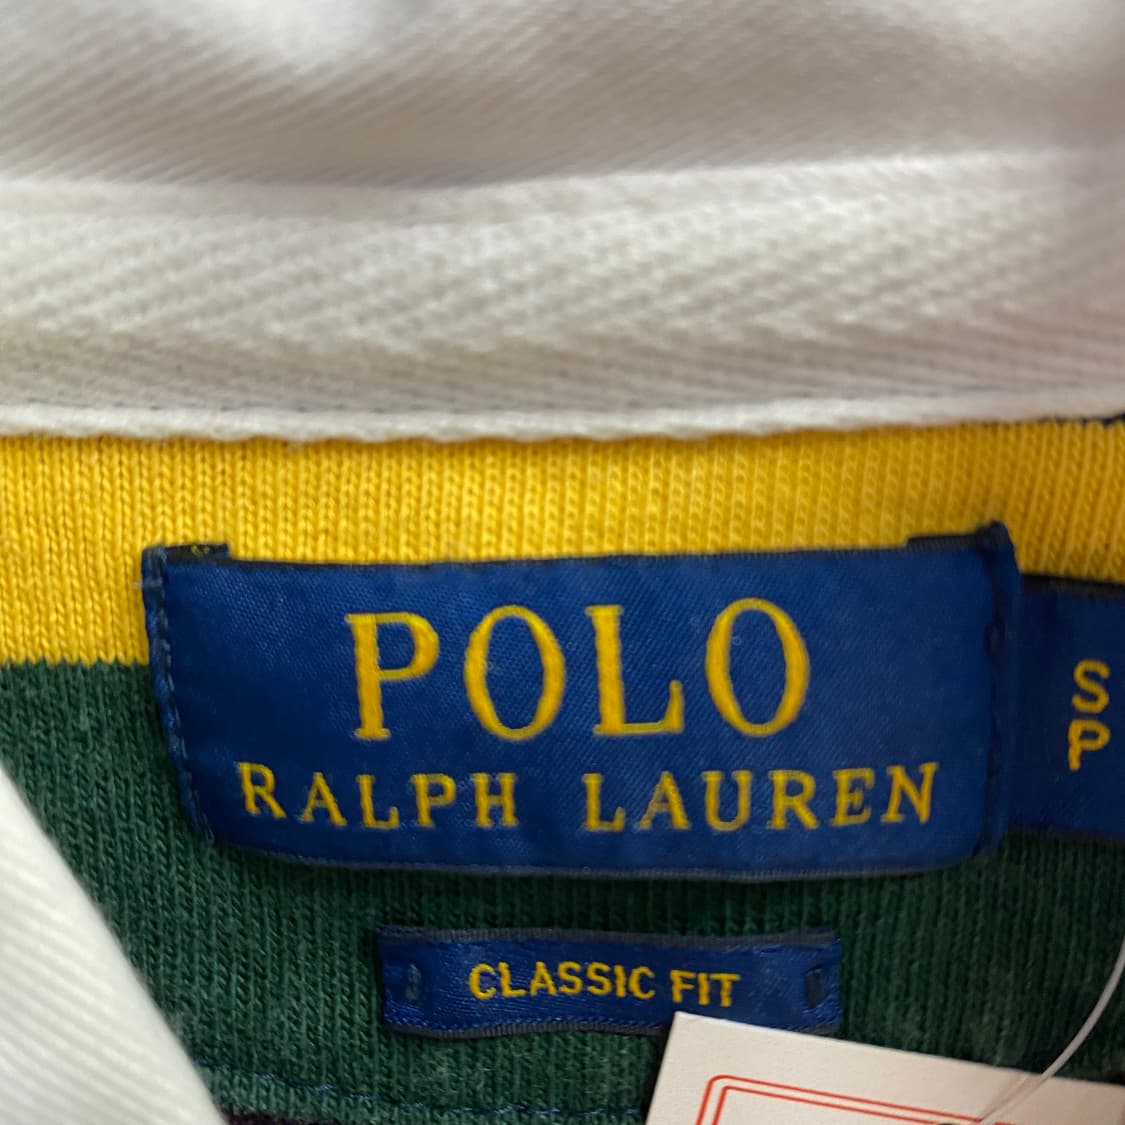 POLO
RALPH LAUREN
S
P
CLASSIC FIT